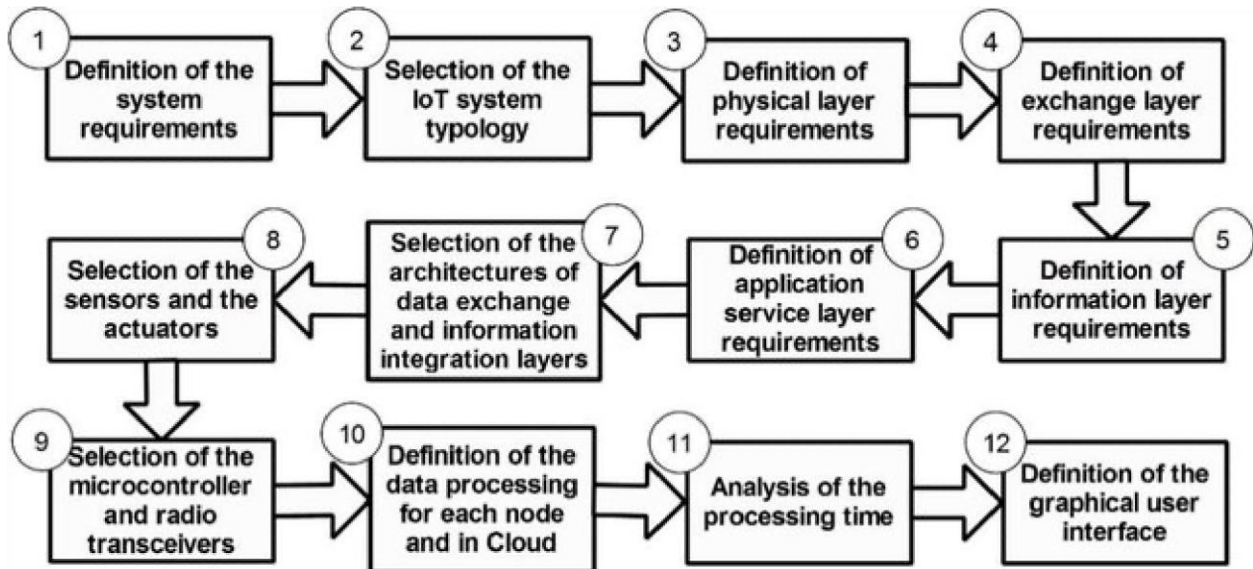 1
Definition of the
system
requirements
2
Selection of the
IoT system
typology
3
Definition of
physical layer
requirements
4
Definition of
exchange layer
requirements
5
Definition of
information layer
requirements
6
Definition of
application
service layer
requirements
7
Selection of the
architectures of
data exchange
and information
integration layers
8
Selection of the
sensors and the
actuators
9
Selection of the
microcontroller
and radio
transceivers
10
Definition of the
data processing
for each node
and in Cloud
11
Analysis of the
processing time
12
Definition of the
graphical user
interface